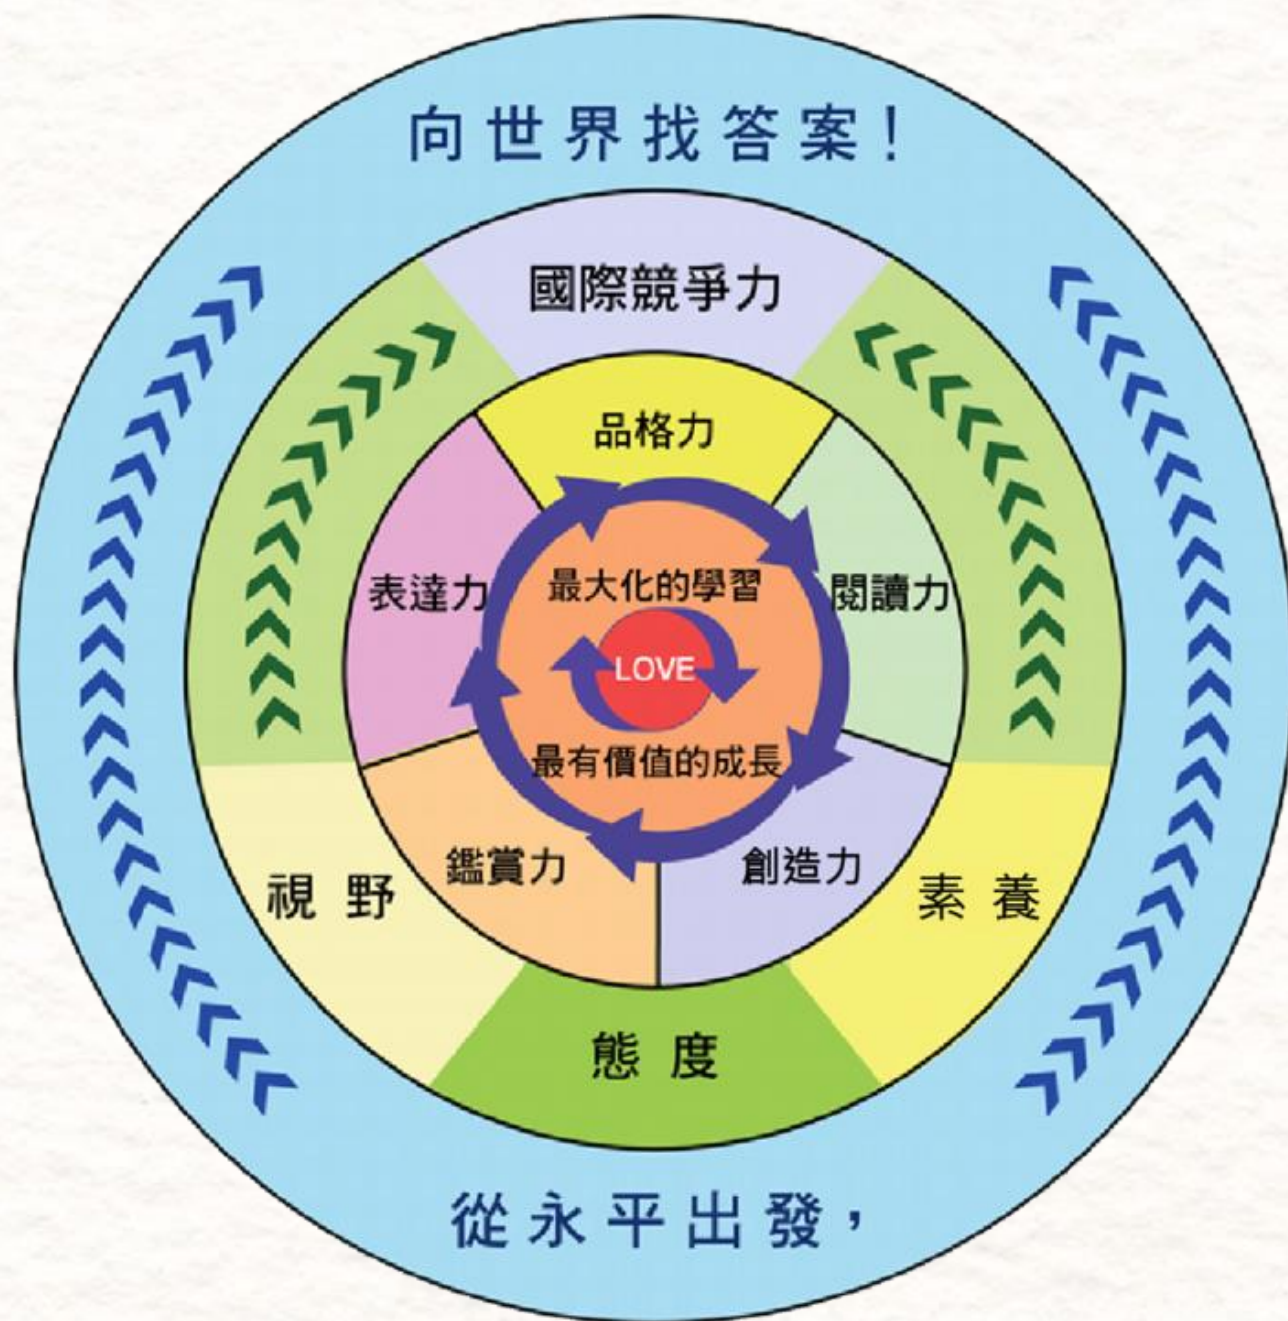 向世界找答案!
國際競爭力
品格力
表達力
閱讀力
最大化的學習
LOVE
最有價值的成長
鑑賞力
創造力
視野
素養
態度
從永平出發，